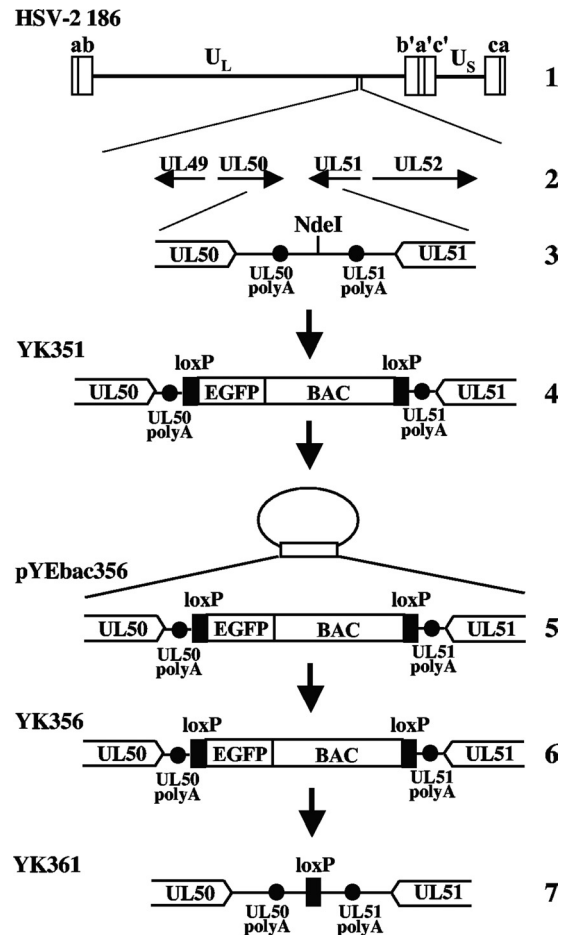 HSV-2 186
ab b'a'c' ca
UL US
1
UL49 UL50 UL51 UL52
2
NdeI
UL50 UL51
3
UL50 polyA
UL51 polyA
YK351
loxP loxP
UL50 EGFP BAC UL51
4
UL50 polyA
UL51 polyA
pYEbac356
loxP loxP
UL50 EGFP BAC UL51
5
UL50 polyA
UL51 polyA
YK356
loxP loxP
UL50 EGFP BAC UL51
6
UL50 polyA
UL51 polyA
YK361
loxP
UL50 UL51
7
UL50 polyA
UL51 polyA